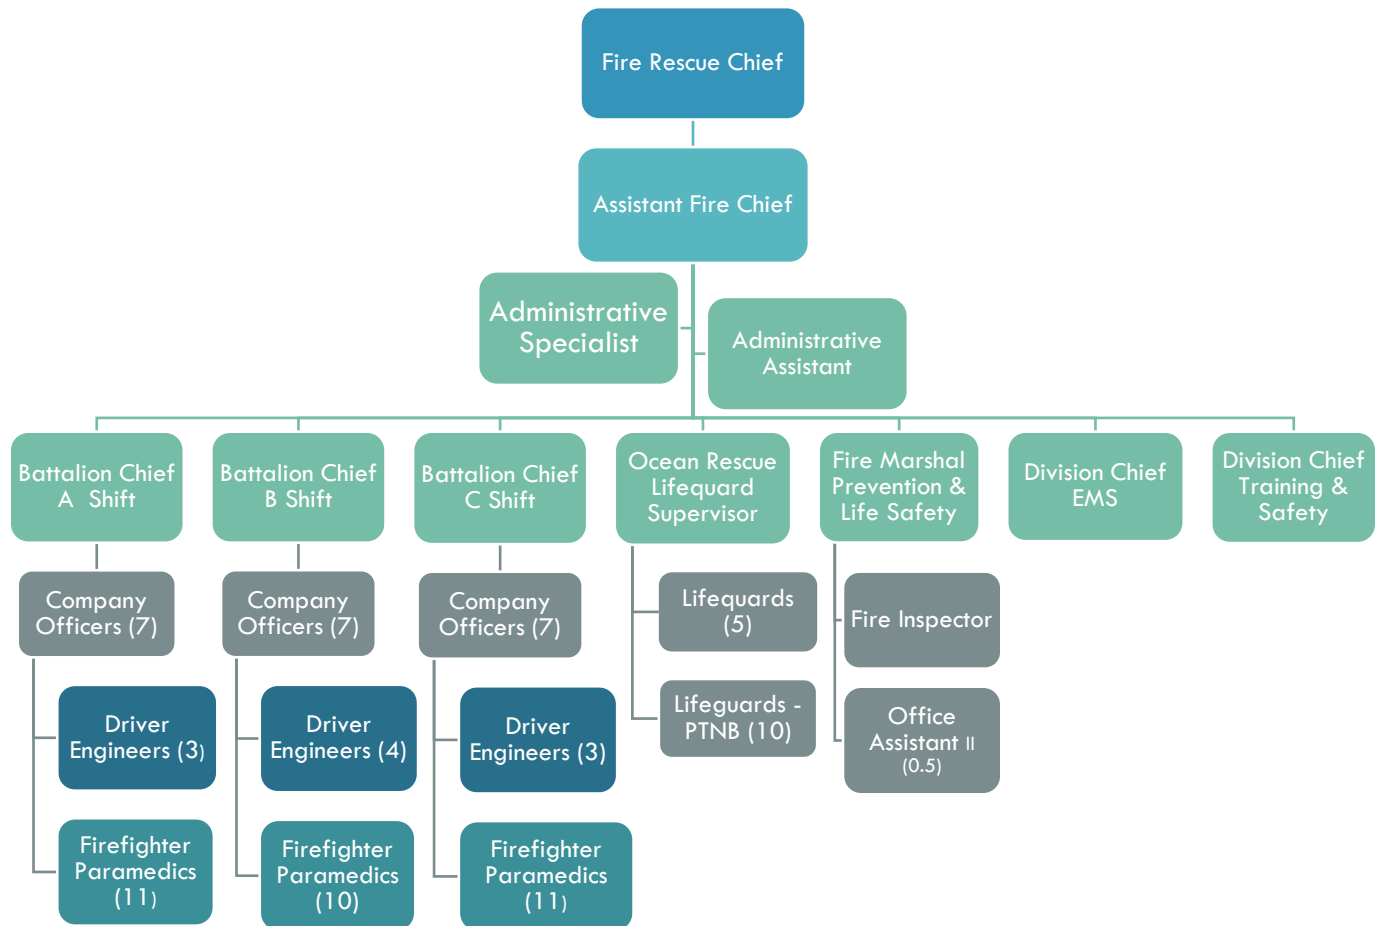 Fire Rescue Chief
Assistant Fire Chief
Administrative
Specialist
Administrative
Assistant
Battalion Chief
A Shift
Battalion Chief
B Shift
Battalion Chief
C Shift
Ocean Rescue
Lifequard
Supervisor
Fire Marshal
Prevention &
Life Safety
Division Chief
EMS
Division Chief
Training &
Safety
Company
Officers (7)
Company
Officers (7)
Company
Officers (7)
Lifequards
(5)
Fire Inspector
Driver
Engineers (3)
Driver
Engineers (4)
Driver
Engineers (3)
Lifeguards -
PTNB (10)
Office
Assistant II
(0.5)
Firefighter
Paramedics
(11)
Firefighter
Paramedics
(10)
Firefighter
Paramedics
(11)